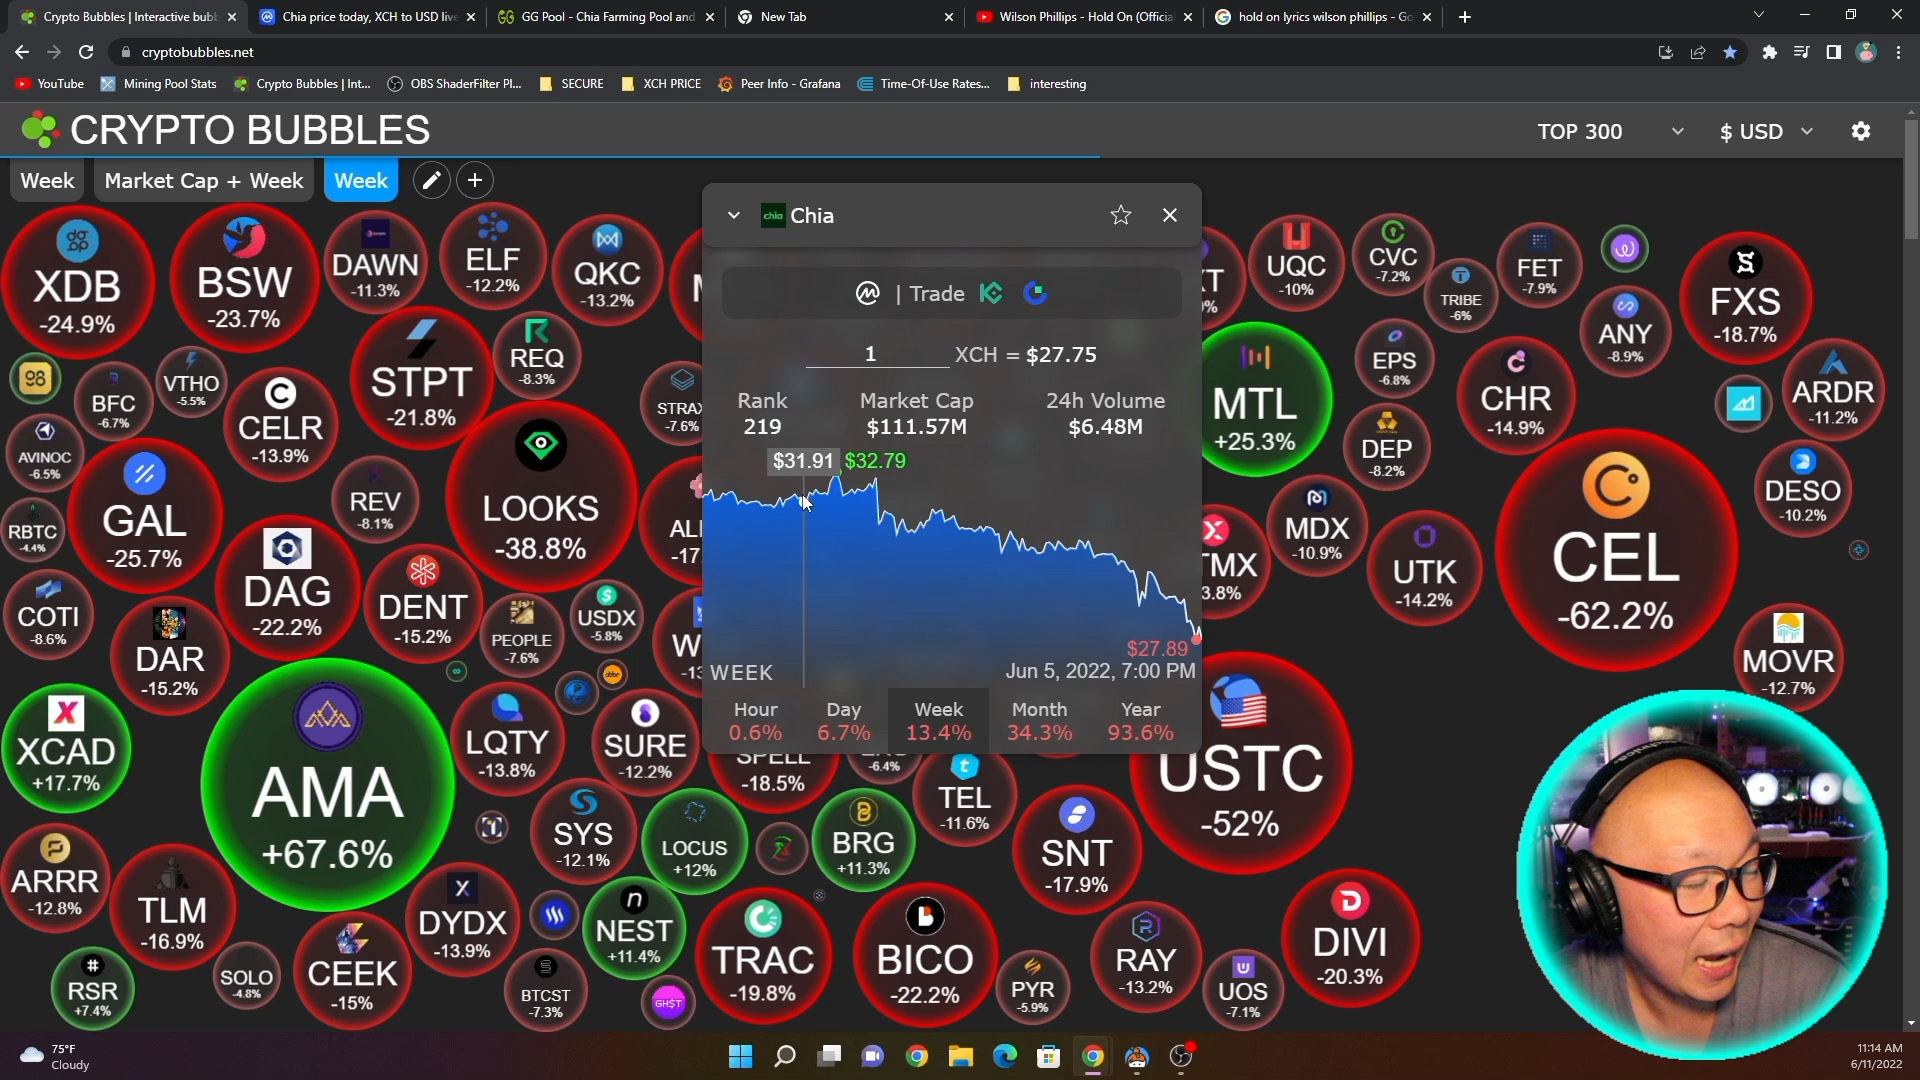 Crypto Bubbles | Interactive bubb
Chia price today, XCH to USD live
GG Pool - Chia Farming Pool and
New Tab
Wilson Phillips - Hold On (Official
hold on lyrics wilson phillips - Go
cryptobubbles.net
YouTube
Mining Pool Stats
Crypto Bubbles | Int...
OBS ShaderFilter Pl...
SECURE
XCH PRICE
Peer Info - Grafana
Time-Of-Use Rates...
interesting
CRYPTO BUBBLES
TOP 300
$ USD
Week
Market Cap + Week
Week
chia
Chia
| Trade
1 XCH = $27.75
Rank
219
Market Cap
$111.57M
24h Volume
$6.48M
$31.91
$32.79
$27.89
WEEK
Jun 5, 2022, 7:00 PM
Hour
0.6%
Day
6.7%
Week
13.4%
Month
34.3%
Year
93.6%
XDB
-24.9%
BSW
-23.7%
DAWN
-11.3%
ELF
-12.2%
QKC
-13.2%
UQC
-10%
CVC
-7.2%
TRIBE
-6%
FET
-7.9%
FXS
-18.7%
ANY
-8.9%
98
BFC
-6.7%
VTHO
-5.5%
STPT
-21.8%
REQ
-8.3%
STRAX
-7.6%
MTL
+25.3%
EPS
-6.8%
CHR
-14.9%
ARDR
-11.2%
AVINOC
-6.5%
CELR
-13.9%
DEP
-8.2%
RBTC
-4.4%
GAL
-25.7%
REV
-8.1%
LOOKS
-38.8%
ALI
-17
MDX
-10.9%
DESO
-10.2%
CEL
-62.2%
DAG
-22.2%
DENT
-15.2%
TMX
3.8%
UTK
-14.2%
COTI
-8.6%
DAR
-15.2%
PEOPLE
-7.6%
USDX
-5.8%
W
-13
MOVR
-12.7%
XCAD
+17.7%
AMA
+67.6%
abbc
LQTY
-13.8%
SURE
-12.2%
SPELL
-18.5%
-6.4%
TEL
-11.6%
USTC
-52%
SYS
-12.1%
LOCUS
+12%
BRG
+11.3%
SNT
-17.9%
ARRR
-12.8%
TLM
-16.9%
DYDX
-13.9%
NEST
+11.4%
TRAC
-19.8%
BICO
-22.2%
RAY
-13.2%
DIVI
-20.3%
RSR
+7.4%
SOLO
-4.8%
CEEK
-15%
BTCST
-7.3%
GH$T
PYR
-5.9%
UOS
-7.1%
75°F
Cloudy
11:14 AM
6/11/2022